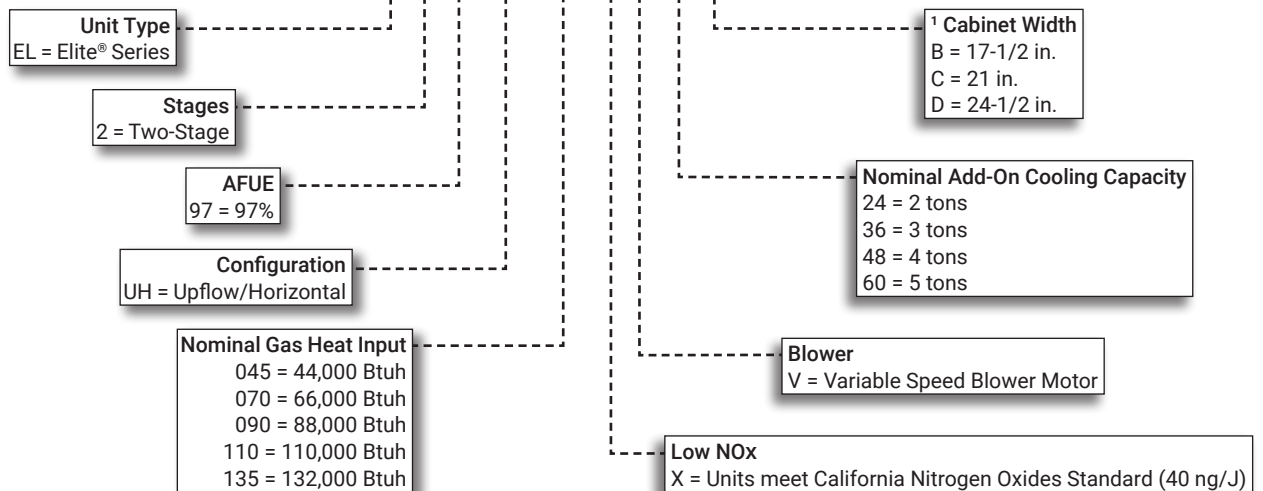 Unit Type
EL = Elite® Series
Stages
2 = Two-Stage
AFUE
97 = 97%
Configuration
UH = Upflow/Horizontal
Nominal Gas Heat Input
045 = 44,000 Btuh
070 = 66,000 Btuh
090 = 88,000 Btuh
110 = 110,000 Btuh
135 = 132,000 Btuh
¹ Cabinet Width
B = 17-1/2 in.
C = 21 in.
D = 24-1/2 in.
Nominal Add-On Cooling Capacity
24 = 2 tons
36 = 3 tons
48 = 4 tons
60 = 5 tons
Blower
V = Variable Speed Blower Motor
Low NOx
X = Units meet California Nitrogen Oxides Standard (40 ng/J)